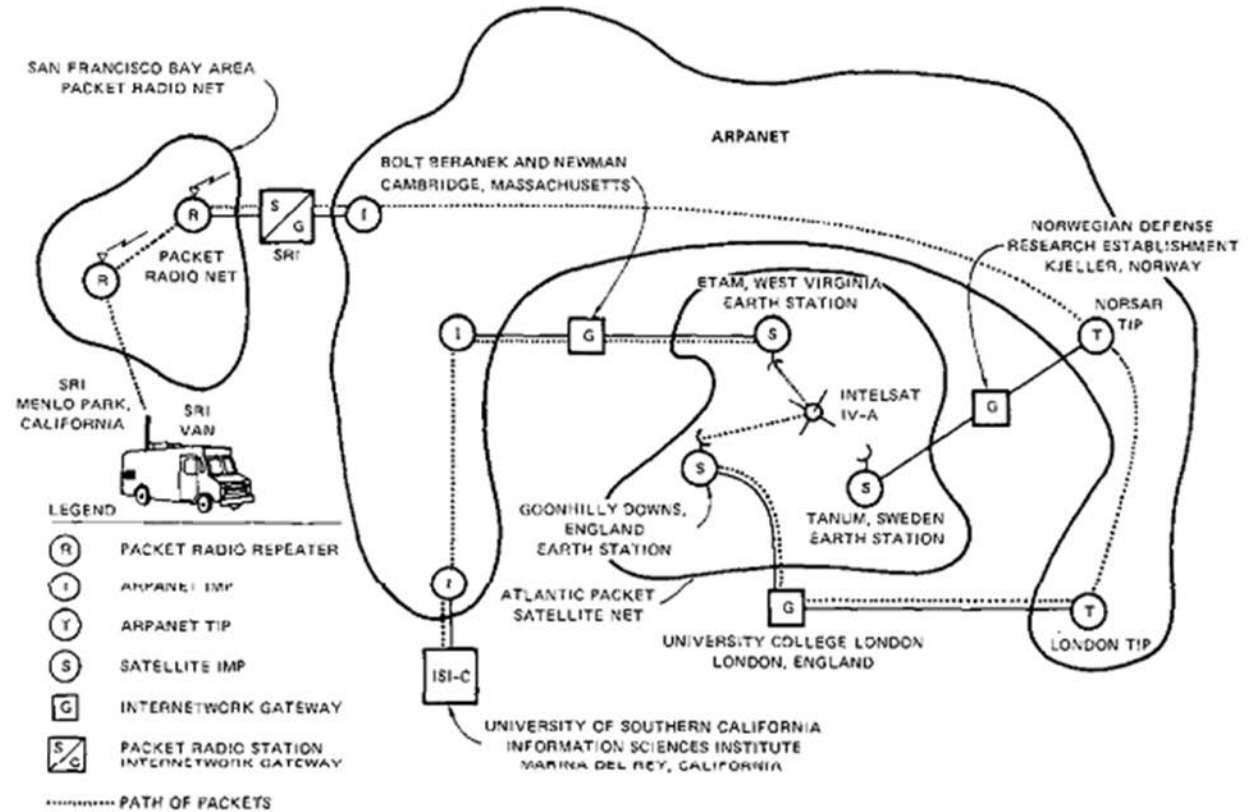 SAN FRANCISCO BAY AREA
PACKET RADIO NET
ARPANET
BOLT BERANEK AND NEWMAN
CAMBRIDGE, MASSACHUSETTS
R
S
G
I
SRI
PACKET
RADIO NET
R
NORWEGIAN DEFENSE
RESEARCH ESTABLISHMENT
KJELLER, NORWAY
ETAM, WEST VIRGINIA
EARTH STATION
NORSAR
TIP
I
G
S
T
INTELSAT
IV-A
G
SRI
MENLO PARK,
CALIFORNIA
SRI
VAN
S
S
GOONHILLY DOWNS,
ENGLAND
EARTH STATION
TANUM, SWEDEN
EARTH STATION
I
ATLANTIC PACKET
SATELLITE NET
G
T
UNIVERSITY COLLEGE LONDON
LONDON, ENGLAND
LONDON TIP
ISI-C
UNIVERSITY OF SOUTHERN CALIFORNIA
INFORMATION SCIENCES INSTITUTE
MARINA DEL REY, CALIFORNIA
LEGEND
R PACKET RADIO REPEATER
I ARPANET IMP
T ARPANET TIP
S SATELLITE IMP
G INTERNETWORK GATEWAY
S/G PACKET RADIO STATION
INTERNETWORK GATEWAY
PATH OF PACKETS